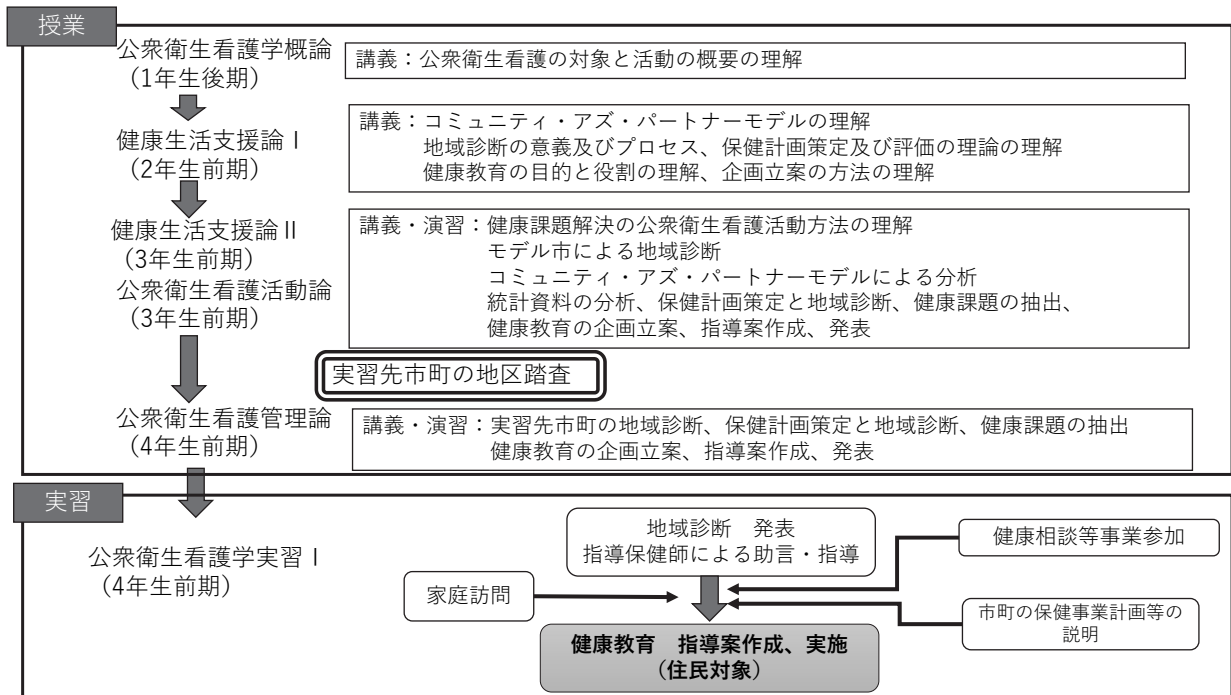 授業
公衆衛生看護学概論
（1年生後期）
講義：公衆衛生看護の対象と活動の概要の理解
健康生活支援論Ⅰ
（2年生前期）
講義：コミュニティ・アズ・パートナーモデルの理解
地域診断の意義及びプロセス、保健計画策定及び評価の理論の理解
健康教育の目的と役割の理解、企画立案の方法の理解
健康生活支援論Ⅱ
（3年生前期）
公衆衛生看護活動論
（3年生前期）
講義・演習：健康課題解決の公衆衛生看護活動方法の理解
モデル市による地域診断
コミュニティ・アズ・パートナーモデルによる分析
統計資料の分析、保健計画策定と地域診断、健康課題の抽出、
健康教育の企画立案、指導案作成、発表
実習先市町の地区踏査
公衆衛生看護管理論
（4年生前期）
講義・演習：実習先市町の地域診断、保健計画策定と地域診断、健康課題の抽出
健康教育の企画立案、指導案作成、発表
実習
公衆衛生看護学実習Ⅰ
（4年生前期）
地域診断　発表
指導保健師による助言・指導
健康相談等事業参加
家庭訪問
市町の保健事業計画等の
説明
健康教育　指導案作成、実施
（住民対象）